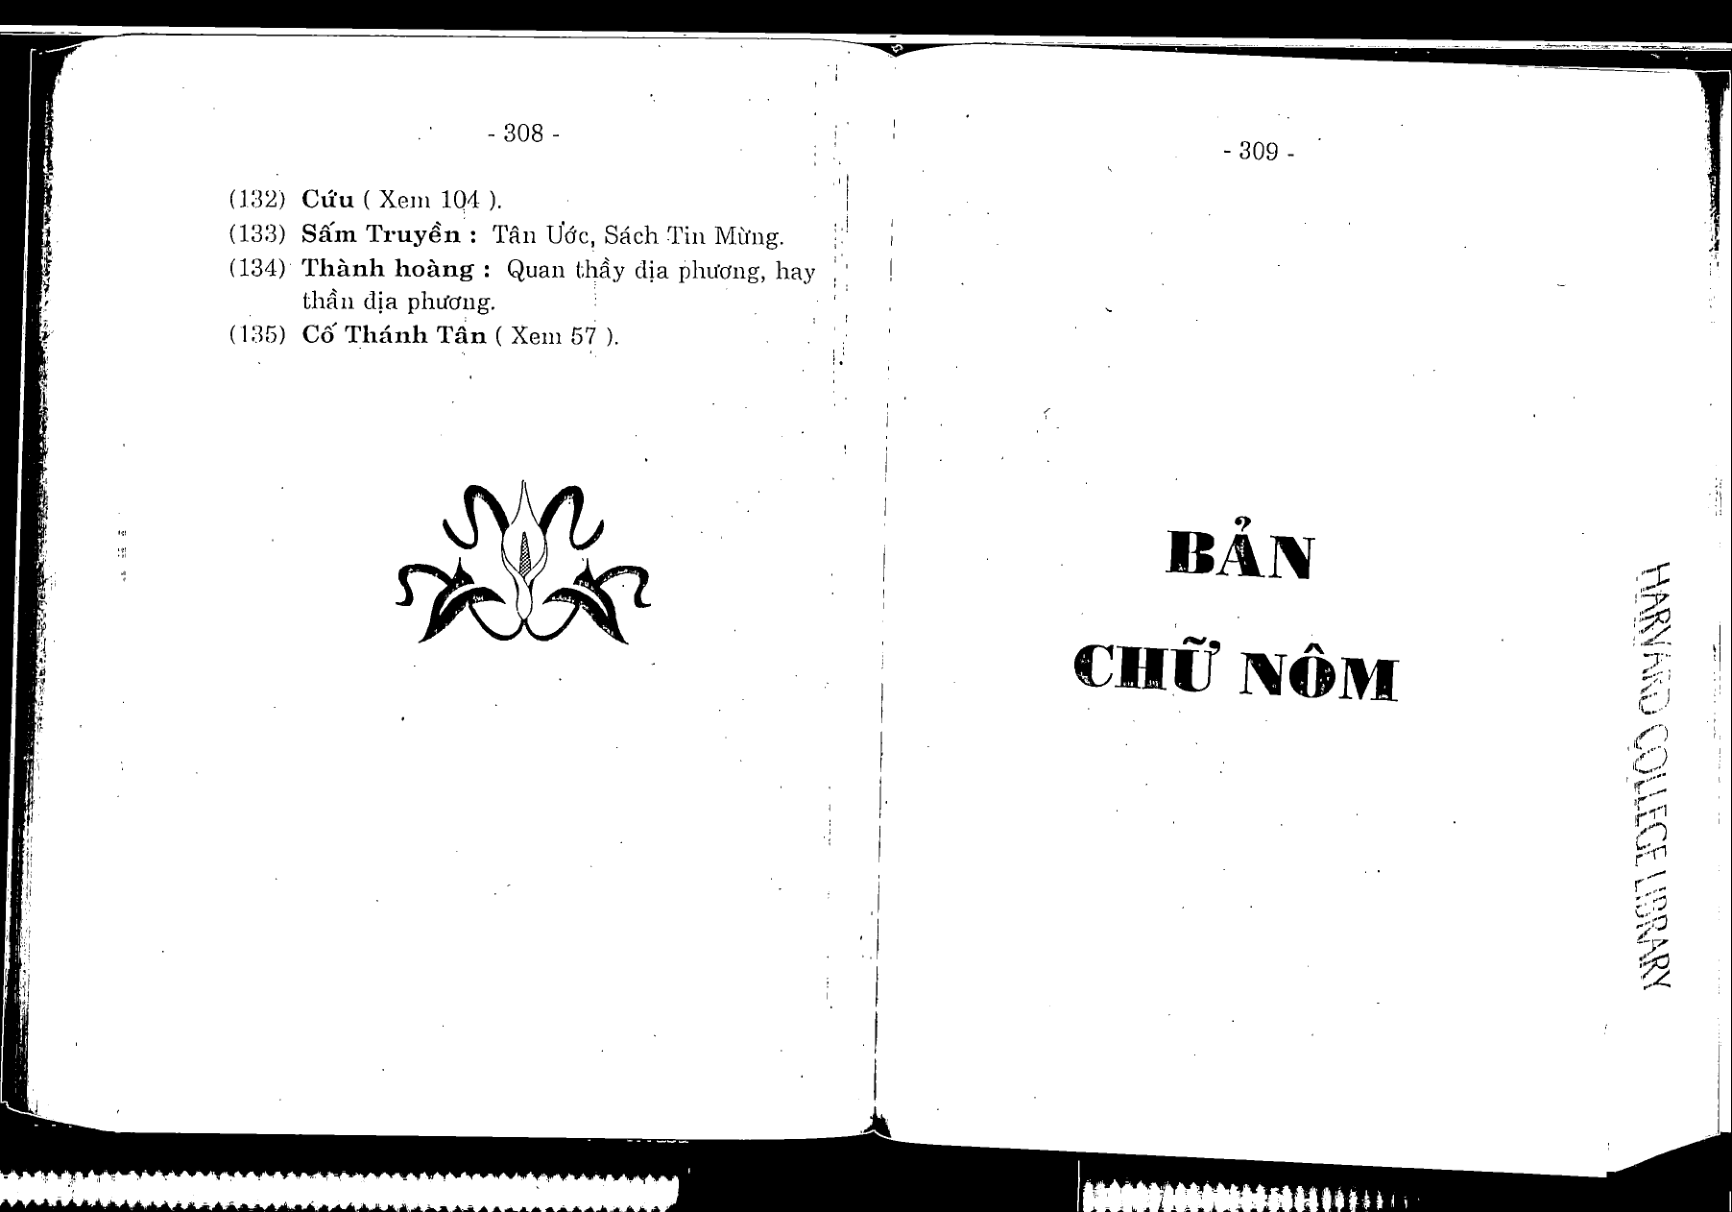 - 308 -
(132) Cứu ( Xem 104 ).
(133) Sấm Truyền : Tân Ước, Sách Tin Mừng.
(134) Thành hoàng : Quan thầy địa phương, hay
thần địa phương.
(135) Cố Thánh Tân ( Xem 57 ).
- 309 -
BẢN
CHỮ NÔM
HARVARD COLLEGE LIBRARY